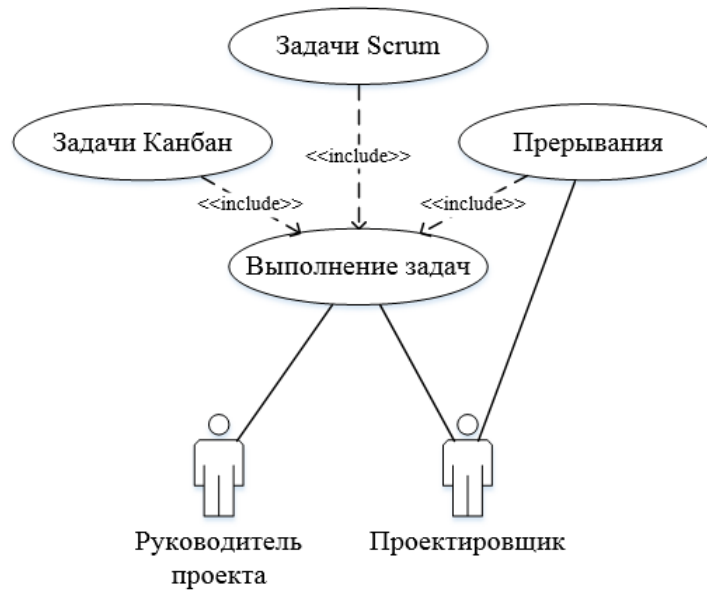 Задачи Scrum
Задачи Канбан
Прерывания
<<include>>
<<include>>
<<include>>
Выполнение задач
Руководитель
проекта
Проектировщик